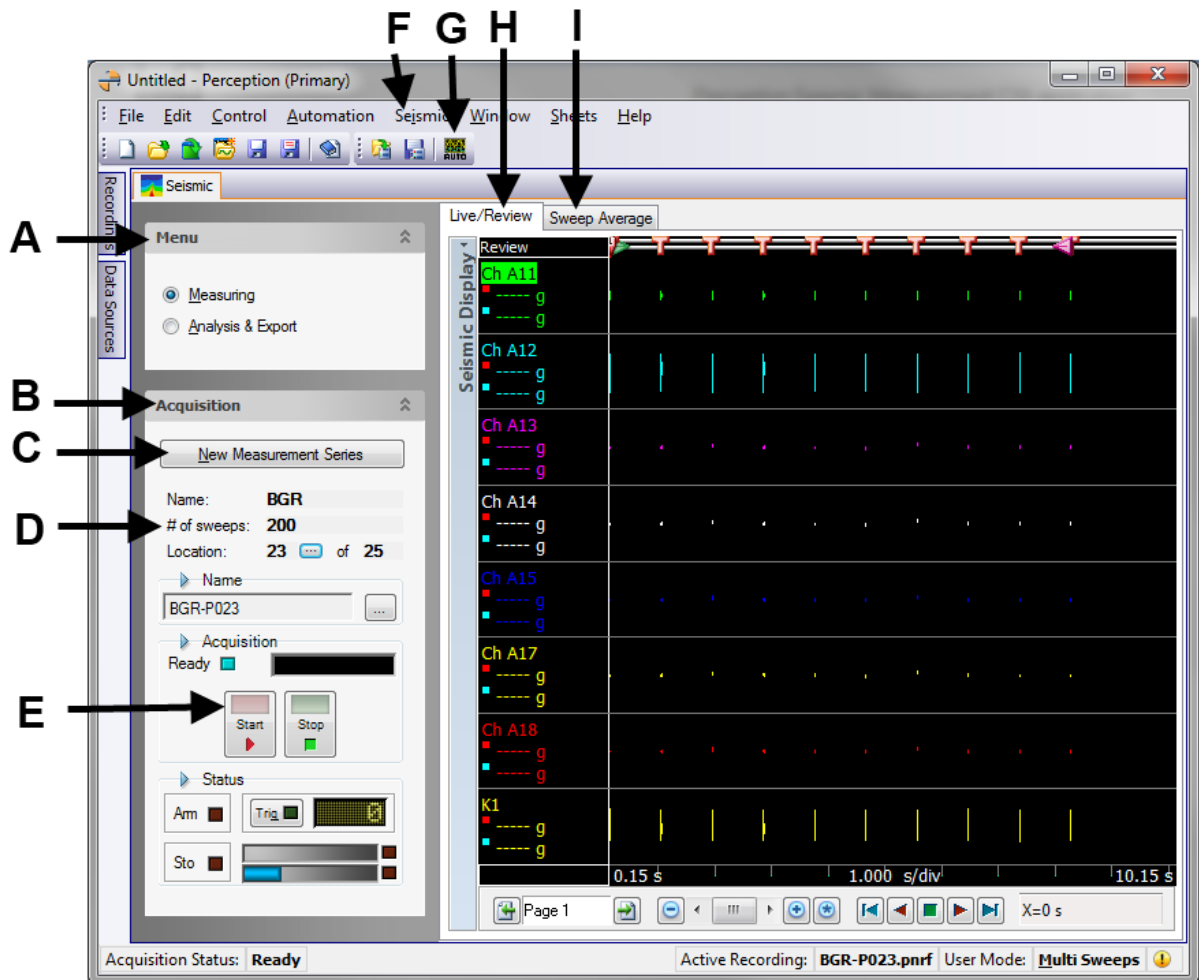 F G H I
Untitled - Perception (Primary)
File Edit Control Automation Seismic Window Sheets Help
AUTO
Recordings
Data Sources
Seismic
A
Menu
Measuring
Analysis & Export
B
Acquisition
C
New Measurement Series
Name: BGR
D
# of sweeps: 200
Location: 23 ... of 25
Name
BGR-P023 ...
Acquisition
Ready
E
Start Stop
Status
Arm Trig 0
Sto
Live/Review Sweep Average
Seismic Display
Review
Ch A11
----- g
----- g
Ch A12
----- g
----- g
Ch A13
----- g
----- g
Ch A14
----- g
----- g
Ch A15
----- g
----- g
Ch A17
----- g
----- g
Ch A18
----- g
----- g
K1
----- g
----- g
0.15 s 1.000 s/div 10.15 s
Page 1 X=0 s
Acquisition Status: Ready Active Recording: BGR-P023.pnrf User Mode: Multi Sweeps